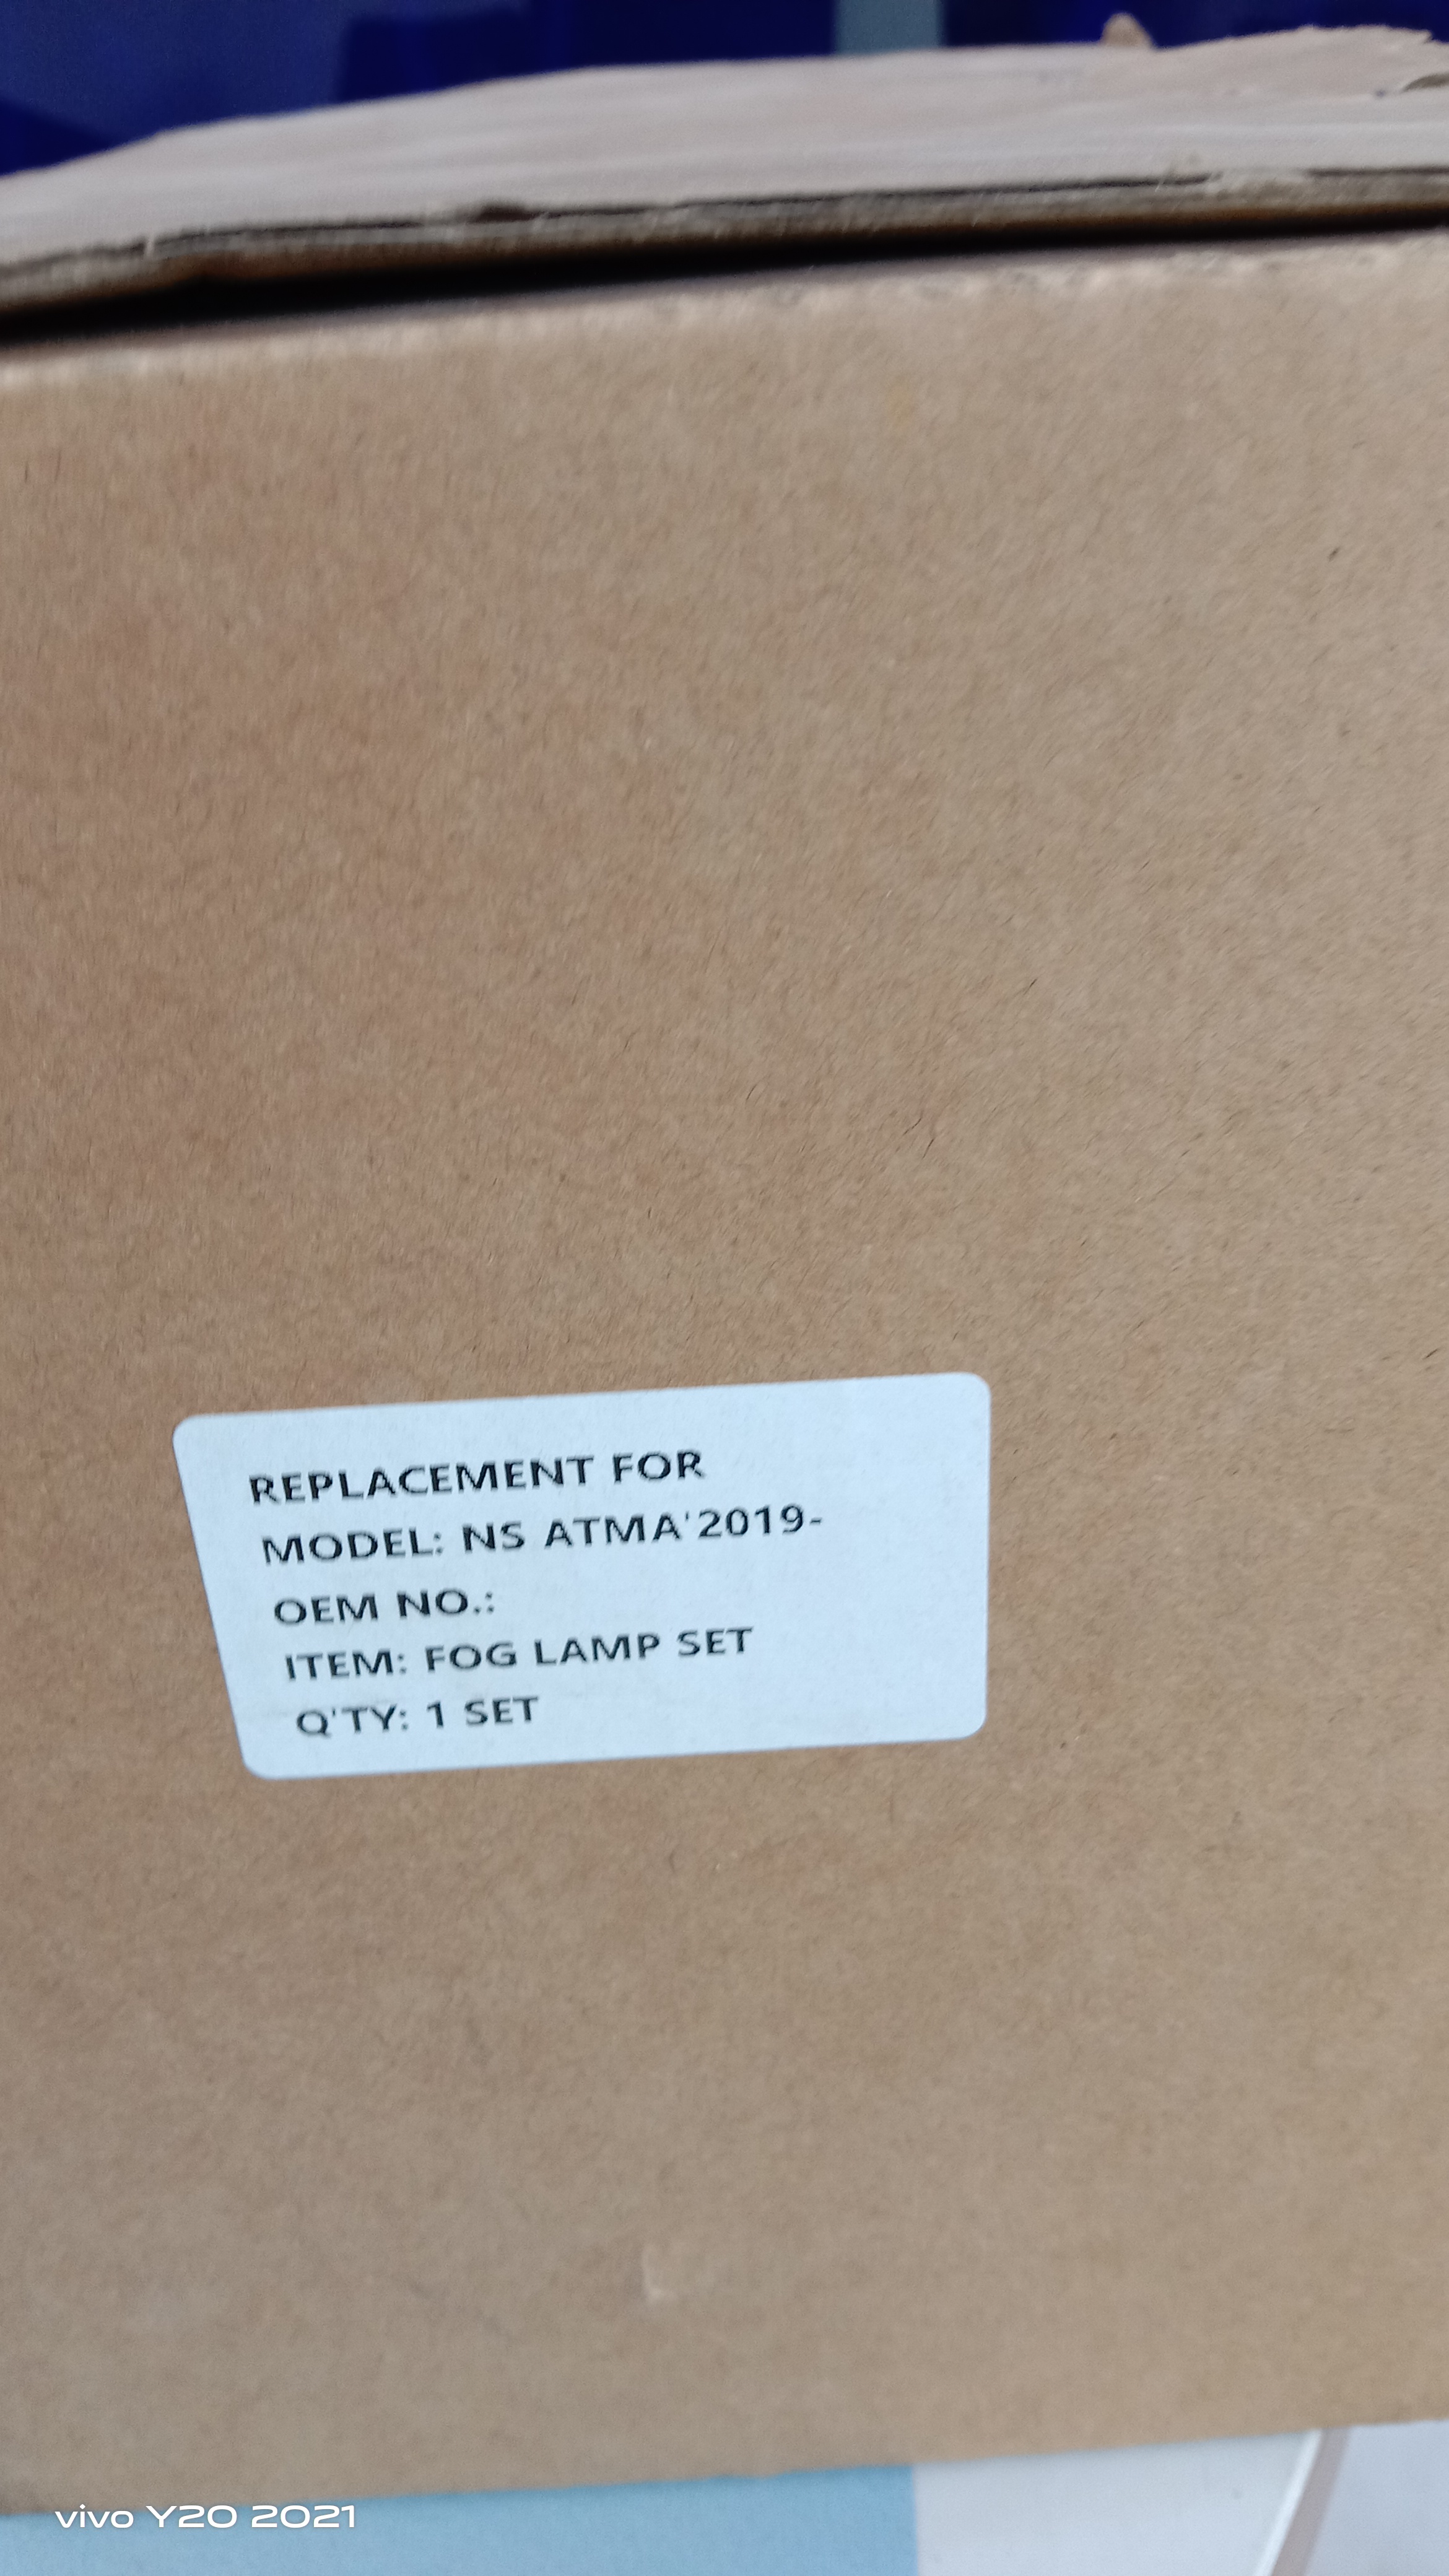 REPLACEMENT FOR
MODEL: NS ATMA'2019-
OEM NO.:
ITEM: FOG LAMP SET
Q'TY: 1 SET
vivo Y20 2021